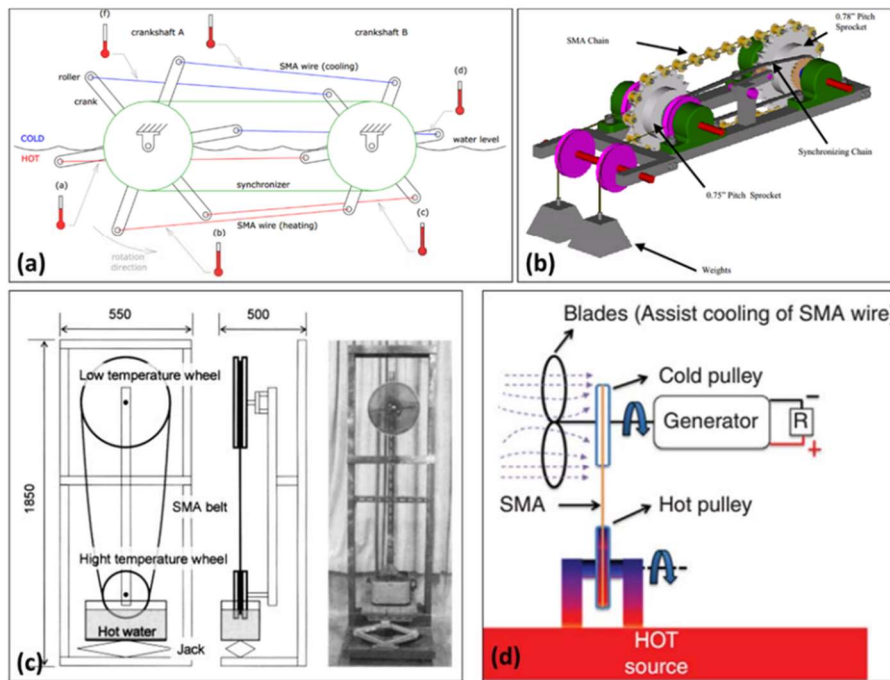 (f)
crankshaft A
crankshaft B
SMA wire (cooling)
roller
(d)
crank
COLD
water level
HOT
(a)
synchronizer
(c)
SMA wire (heating)
(b)
rotation
direction
(a)
0.78" Pitch
Sprocket
SMA Chain
Synchronizing Chain
0.75" Pitch Sprocket
Weights
(b)
550
500
Low temperature wheel
1850
SMA belt
Hight temperature wheel
Hot water
Jack
(c)
Blades (Assist cooling of SMA wire)
Cold pulley
Generator
R
−
+
SMA
Hot pulley
HOT
source
(d)